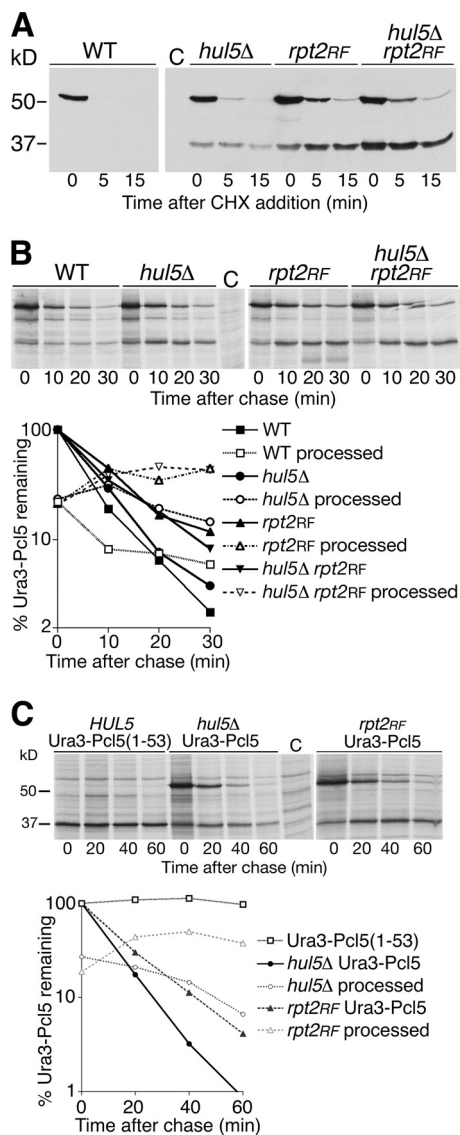 A
kD
WT
C
hul5Δ
rpt2RF
hul5Δ
rpt2RF
50
37
0 5 15 0 5 15 0 5 15 0 5 15
Time after CHX addition (min)
B
WT
hul5Δ
C
rpt2RF
hul5Δ
rpt2RF
0 10 20 30 0 10 20 30 0 10 20 30 0 10 20 30
Time after chase (min)
% Ura3-Pcl5 remaining
100
10
2
0 10 20 30
Time after chase (min)
WT
WT processed
hul5Δ
hul5Δ processed
rpt2RF
rpt2RF processed
hul5Δ rpt2RF
hul5Δ rpt2RF processed
C
HUL5
Ura3-Pcl5(1-53)
hul5Δ
Ura3-Pcl5
C
rpt2RF
Ura3-Pcl5
kD
50
37
0 20 40 60 0 20 40 60 0 20 40 60
Time after chase (min)
% Ura3-Pcl5 remaining
100
10
1
0 20 40 60
Time after chase (min)
Ura3-Pcl5(1-53)
hul5Δ Ura3-Pcl5
hul5Δ processed
rpt2RF Ura3-Pcl5
rpt2RF processed